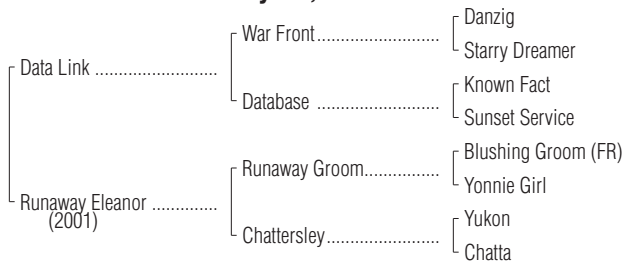 Danzig
War Front..................
Starry Dreamer
Data Link ..........................
Known Fact
Database ..........................
Sunset Service
Blushing Groom (FR)
Runaway Groom................
Yonnie Girl
Runaway Eleanor ..............
(2001)
Yukon
Chattersley........................
Chatta